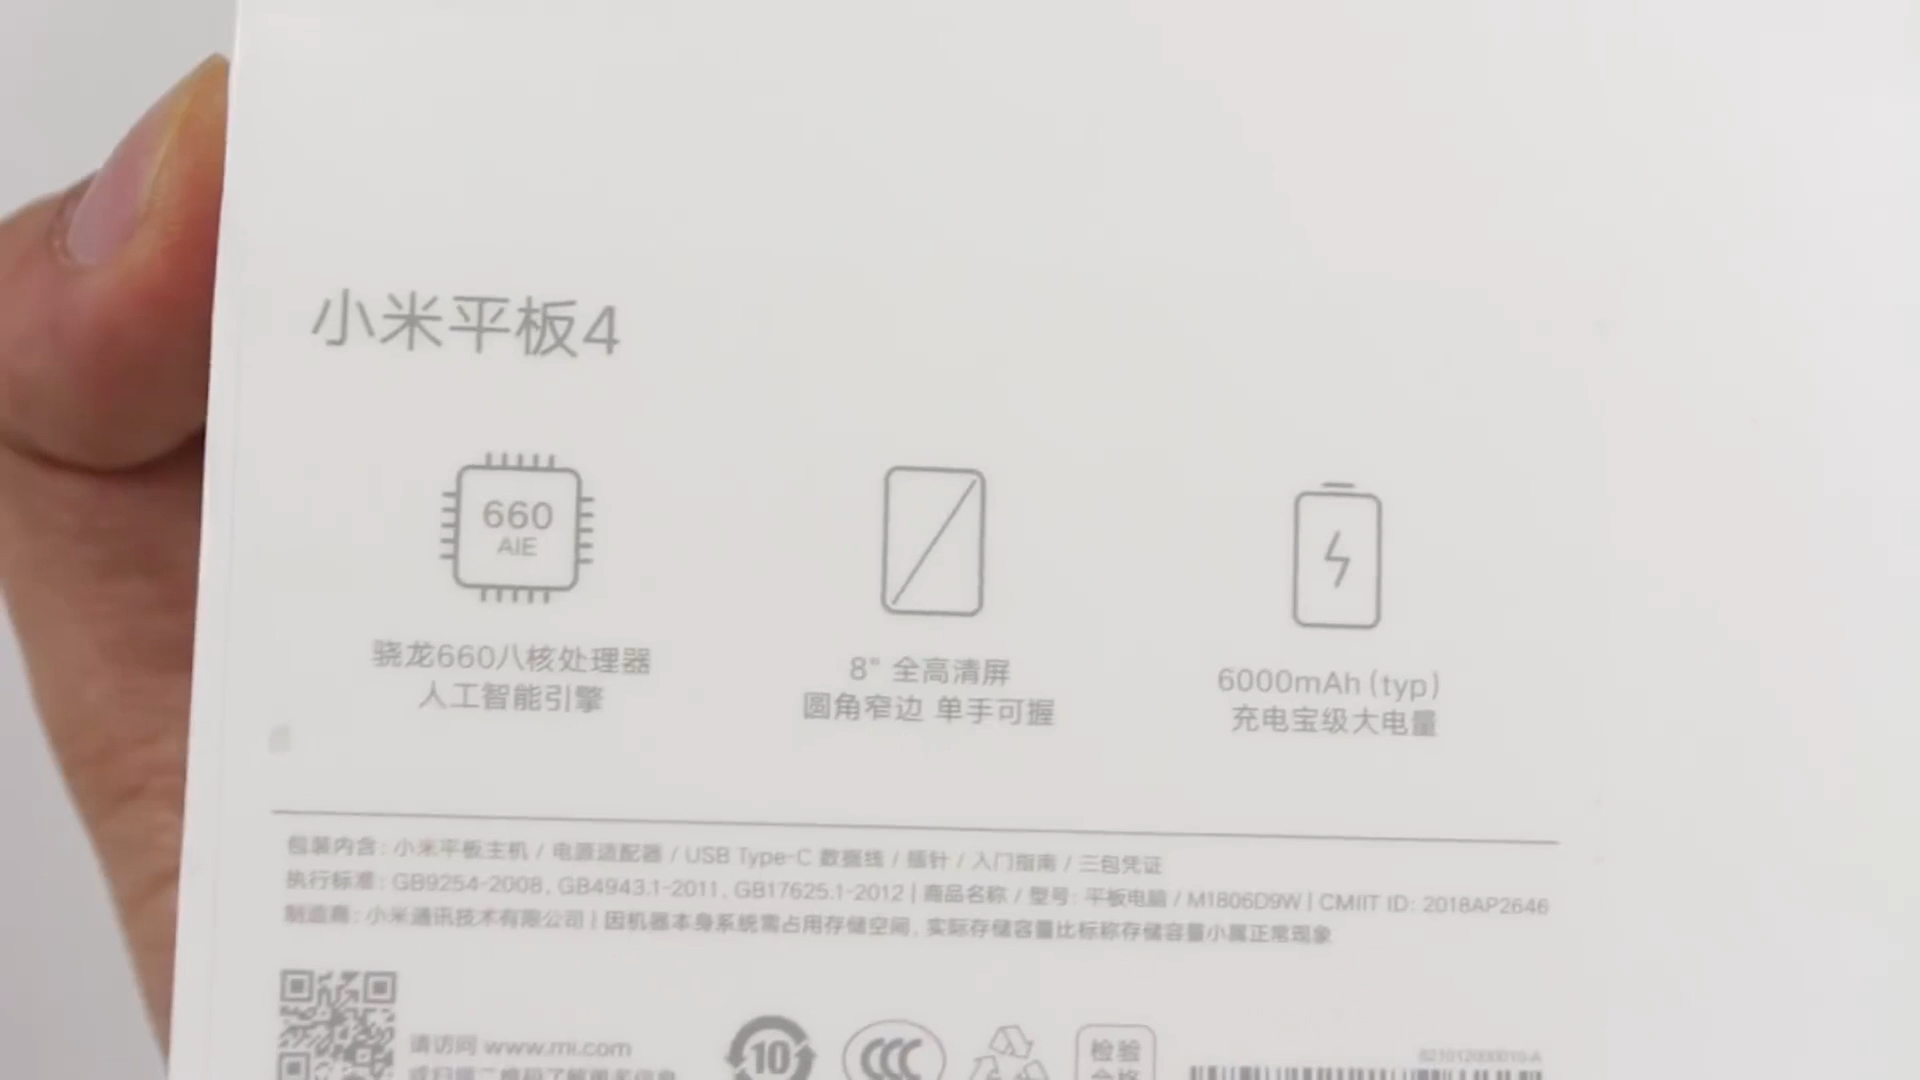 小米平板4
660
AIE
骁龙660八核处理器
人工智能引擎
8" 全高清屏
圆角窄边 单手可握
6000mAh (typ)
充电宝级大电量
包装内含: 小米平板主机 / 电源适配器 / USB Type-C 数据线 / 插针 / 入门指南 / 三包凭证
执行标准: GB9254-2008, GB4943.1-2011, GB17625.1-2012 | 商品名称 / 型号: 平板电脑 / M1806D9W | CMIIT ID: 2018AP2646
制造商: 小米通讯技术有限公司 | 因机器本身系统需占用存储空间, 实际存储容量比标称存储容量小属正常现象
请访问 www.mi.com
10
CCC
检验
合格